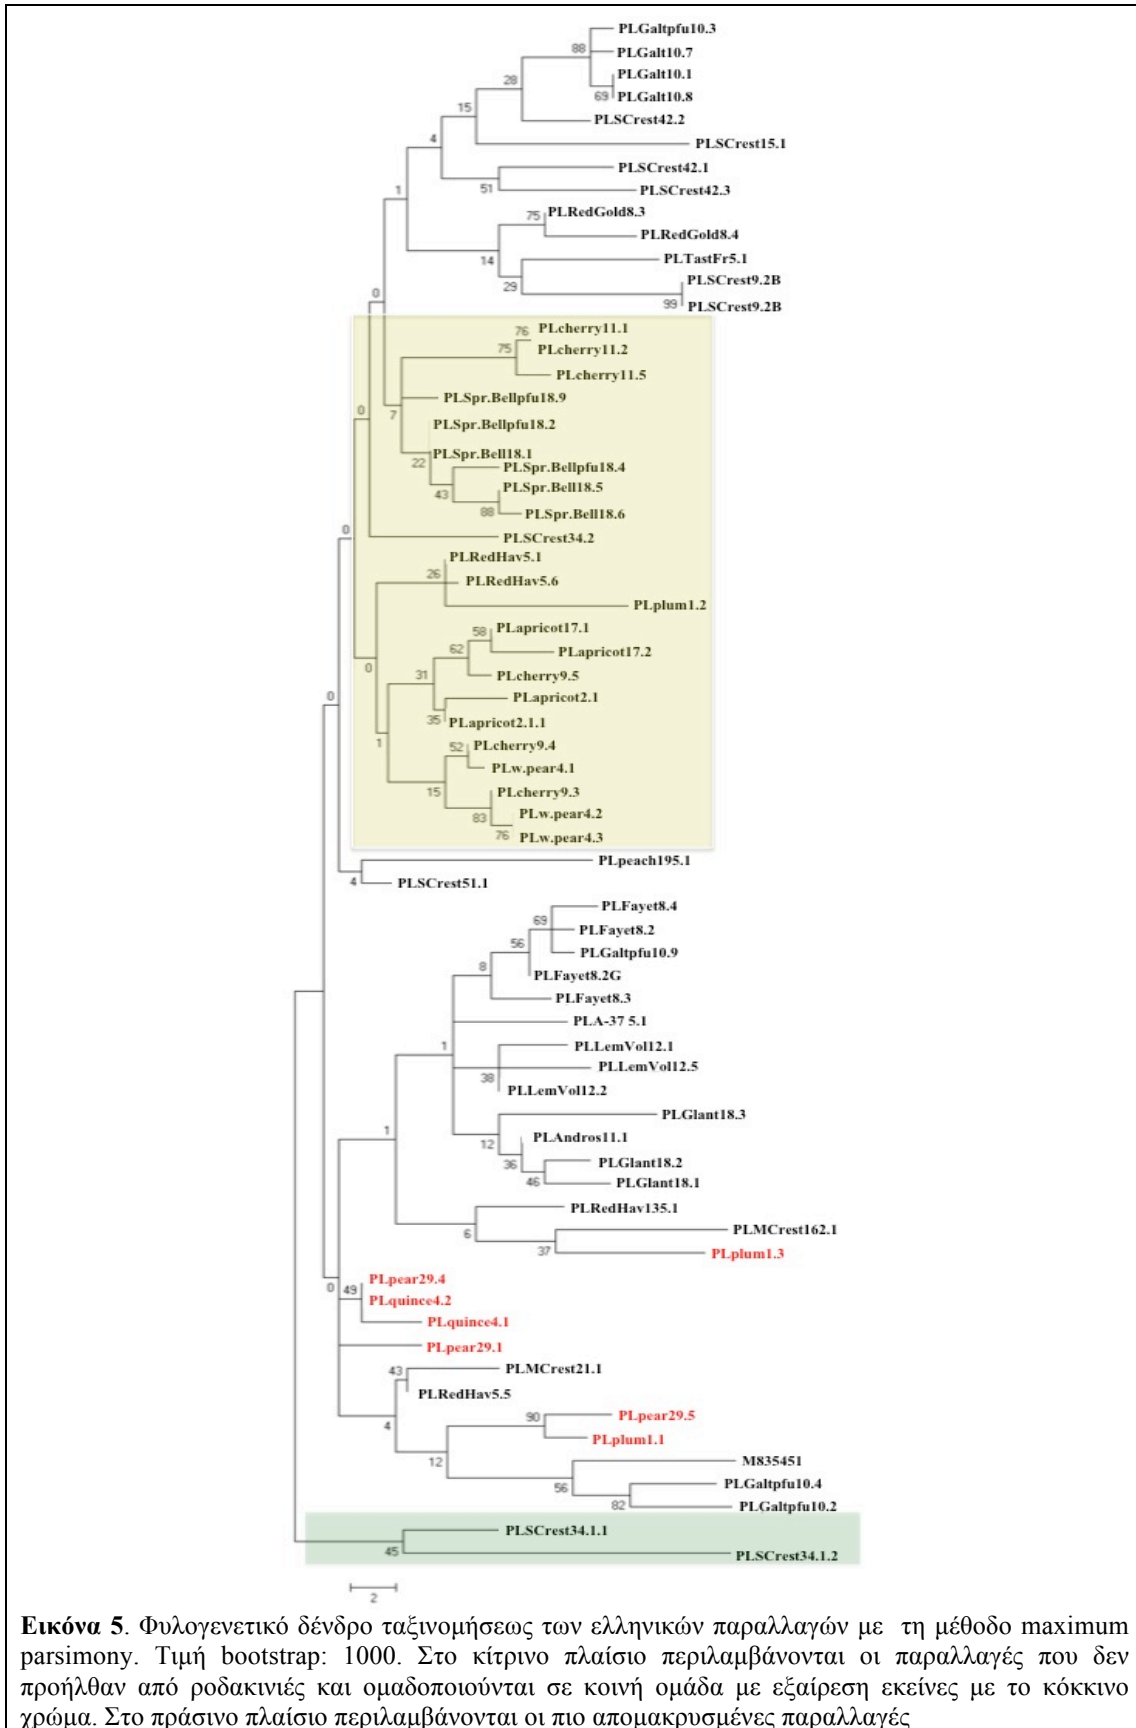 PLGaltpfu10.3
88
PLGalt10.7
28
PLGalt10.1
69
PLGalt10.8
15
PLSCrest42.2
4
PLSCrest15.1
PLSCrest42.1
51
PLSCrest42.3
1
75
PLRedGold8.3
PLRedGold8.4
14
PLTastFr5.1
29
PLSCrest9.2B
0
99
PLSCrest9.2B
76
PLcherry11.1
75
PLcherry11.2
PLcherry11.5
PLSpr.Bellpfu18.9
0
7
PLSpr.Bellpfu18.2
PLSpr.Bell18.1
22
PLSpr.Bellpfu18.4
43
PLSpr.Bell18.5
88
PLSpr.Bell18.6
0
PLSCrest34.2
PLRedHav5.1
26
PLRedHav5.6
PLplum1.2
58
PLapricot17.1
62
PLapricot17.2
0
31
PLcherry9.5
PLapricot2.1
0
35
PLapricot2.1.1
1
52
PLcherry9.4
PLw.pear4.1
15
PLcherry9.3
83
PLw.pear4.2
76
PLw.pear4.3
PLpeach195.1
4
PLSCrest51.1
PLFayet8.4
69
PLFayet8.2
56
PLGaltpfu10.9
8
PLFayet8.2G
PLFayet8.3
PLA-37 5.1
1
PLLemVol12.1
PLLemVol12.5
38
PLLemVol12.2
PLGlant18.3
1
12
PLAndros11.1
36
PLGlant18.2
46
PLGlant18.1
PLRedHav135.1
6
PLMCrest162.1
37
PLplum1.3
0
PLpear29.4
49
PLquince4.2
PLquince4.1
PLpear29.1
43
PLMCrest21.1
PLRedHav5.5
4
90
PLpear29.5
PLplum1.1
12
M835451
56
PLGaltpfu10.4
82
PLGaltpfu10.2
PLSCrest34.1.1
45
PLSCrest34.1.2
2
Εικόνα 5. Φυλογενετικό δένδρο ταξινομήσεως των ελληνικών παραλλαγών με τη μέθοδο maximum
parsimony. Τιμή bootstrap: 1000. Στο κίτρινο πλαίσιο περιλαμβάνονται οι παραλλαγές που δεν
προήλθαν από ροδακινιές και ομαδοποιούνται σε κοινή ομάδα με εξαίρεση εκείνες με το κόκκινο
χρώμα. Στο πράσινο πλαίσιο περιλαμβάνονται οι πιο απομακρυσμένες παραλλαγές